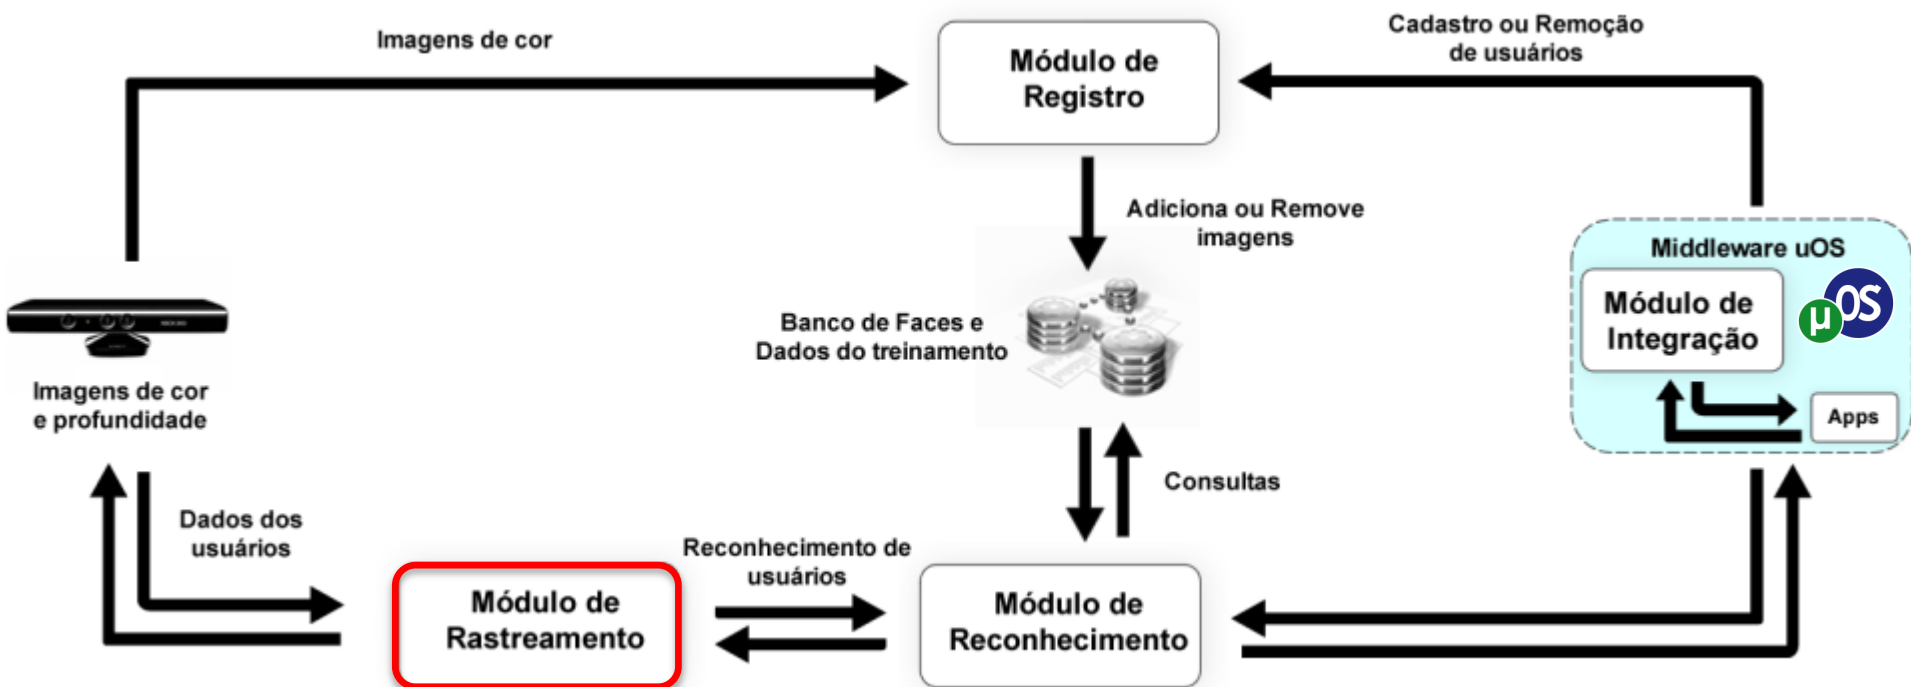 Imagens de cor
Módulo de
Registro
Cadastro ou Remoção
de usuários
Adiciona ou Remove
imagens
Middleware uOS
Módulo de
Integração
µOS
Apps
Banco de Faces e
Dados do treinamento
Imagens de cor
e profundidade
Dados dos
usuários
Consultas
Reconhecimento de
usuários
Módulo de
Rastreamento
Módulo de
Reconhecimento